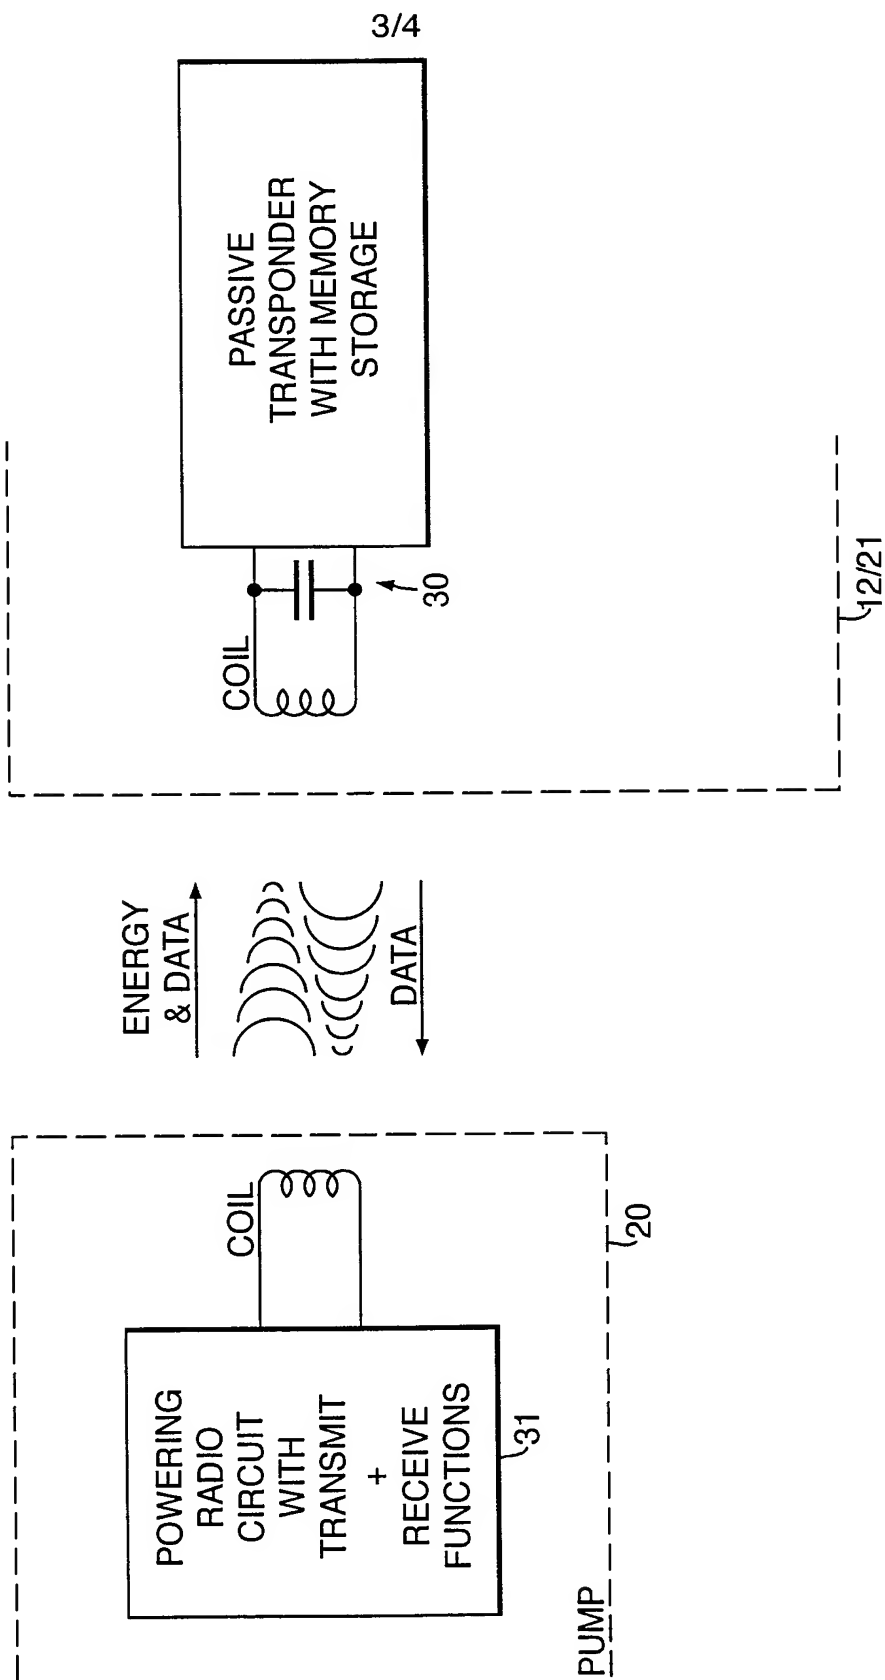 3/4
PASSIVE
TRANSPONDER
WITH MEMORY
STORAGE
COIL
30
12/21
ENERGY
& DATA
DATA
COIL
20
POWERING
RADIO
CIRCUIT
WITH
TRANSMIT
+
RECEIVE
FUNCTIONS
31
PUMP